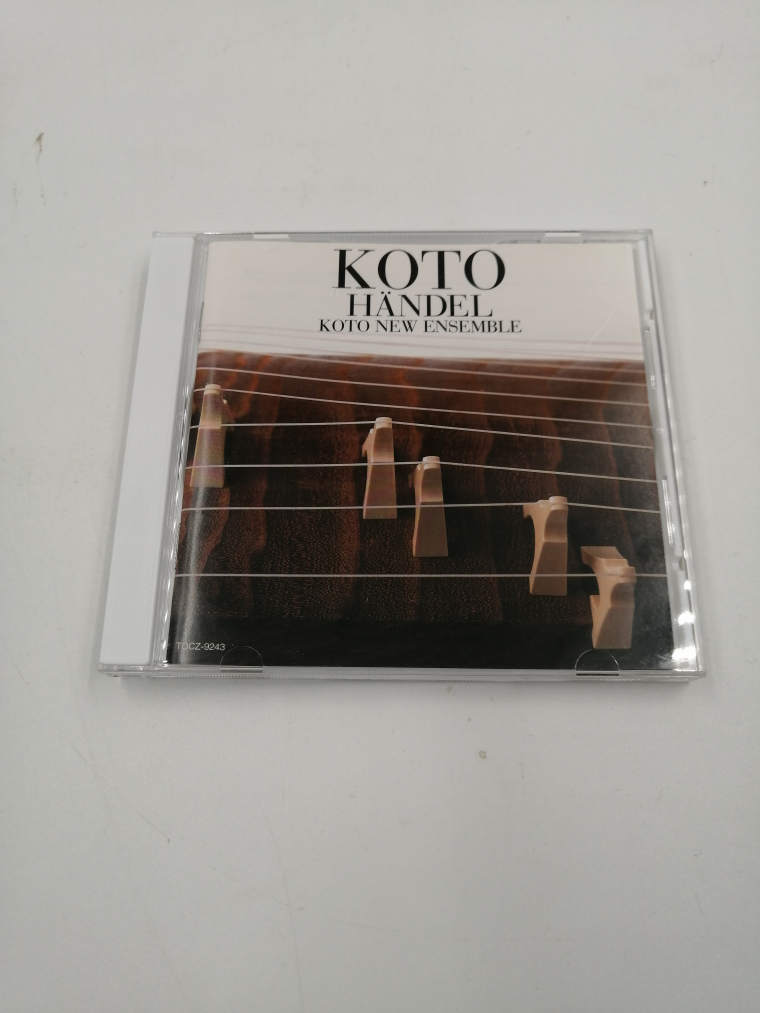 KOTO
HÄNDEL
KOTO NEW ENSEMBLE
TOCZ-9243